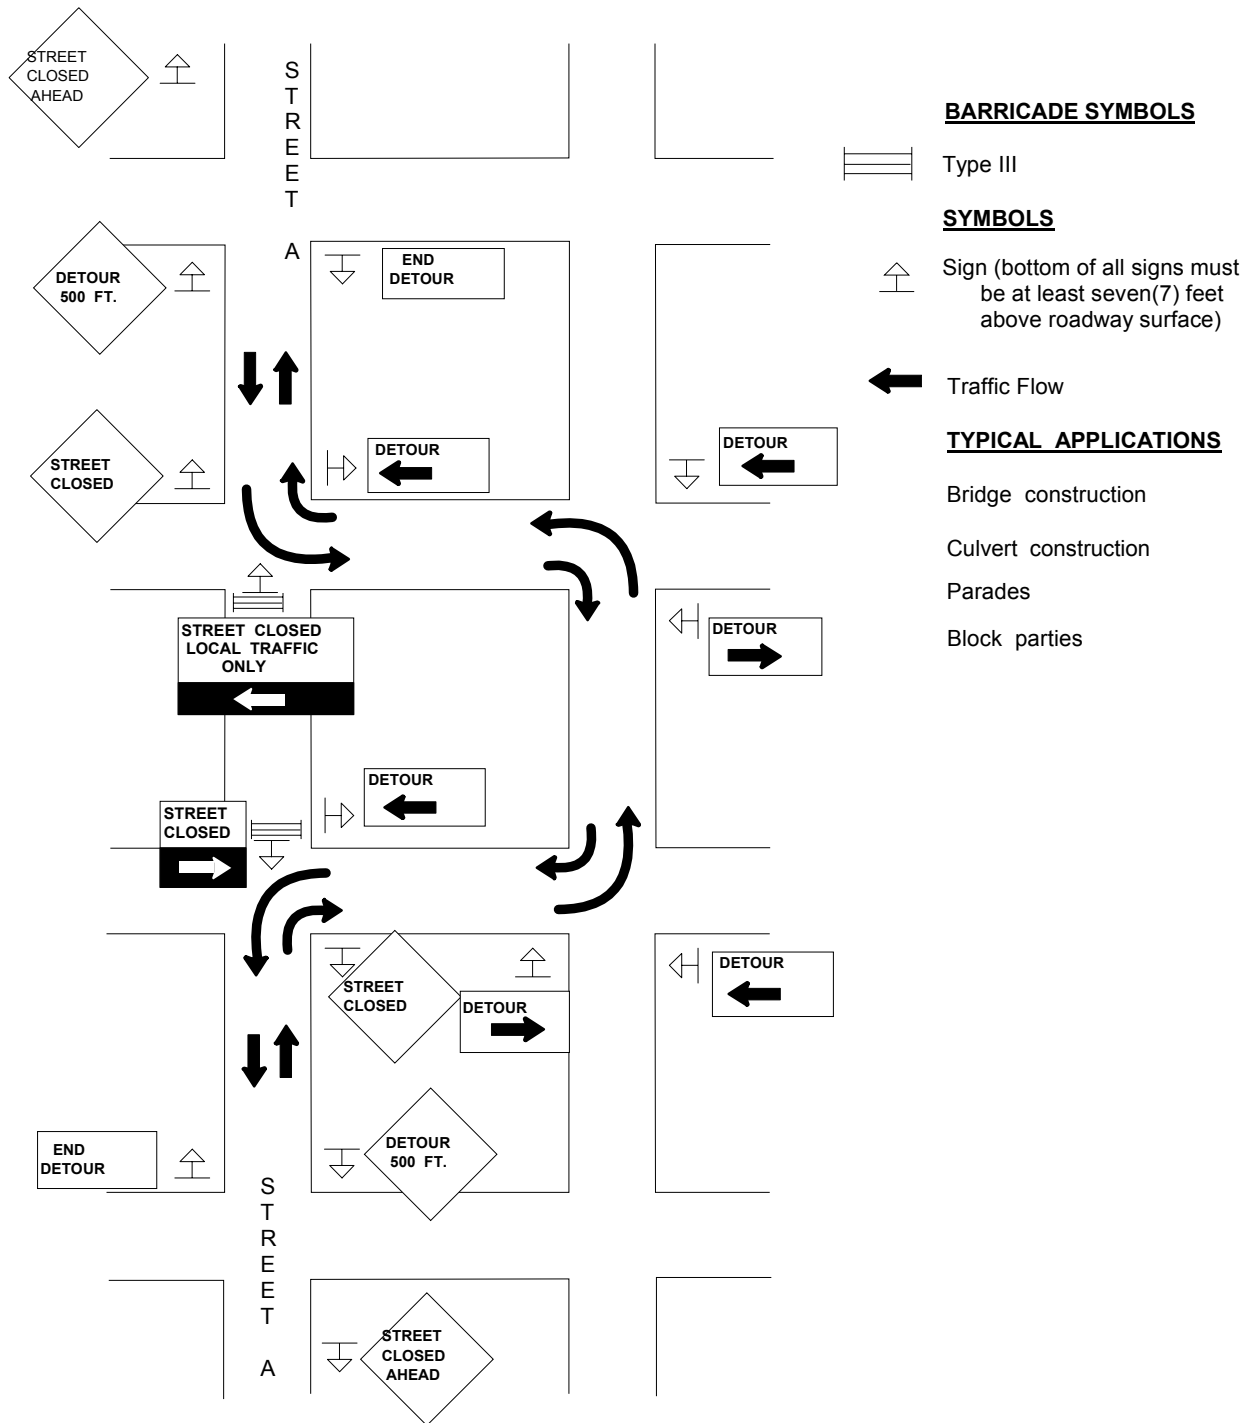 STREET
CLOSED
AHEAD
STREET A
DETOUR
500 FT.
END
DETOUR
STREET
CLOSED
DETOUR
DETOUR
STREET CLOSED
LOCAL TRAFFIC
ONLY
DETOUR
DETOUR
STREET
CLOSED
STREET
CLOSED
DETOUR
DETOUR
END
DETOUR
DETOUR
500 FT.
STREET A
STREET
CLOSED
AHEAD
BARRICADE SYMBOLS
Type III
SYMBOLS
Sign (bottom of all signs must
be at least seven(7) feet
above roadway surface)
Traffic Flow
TYPICAL APPLICATIONS
Bridge construction
Culvert construction
Parades
Block parties